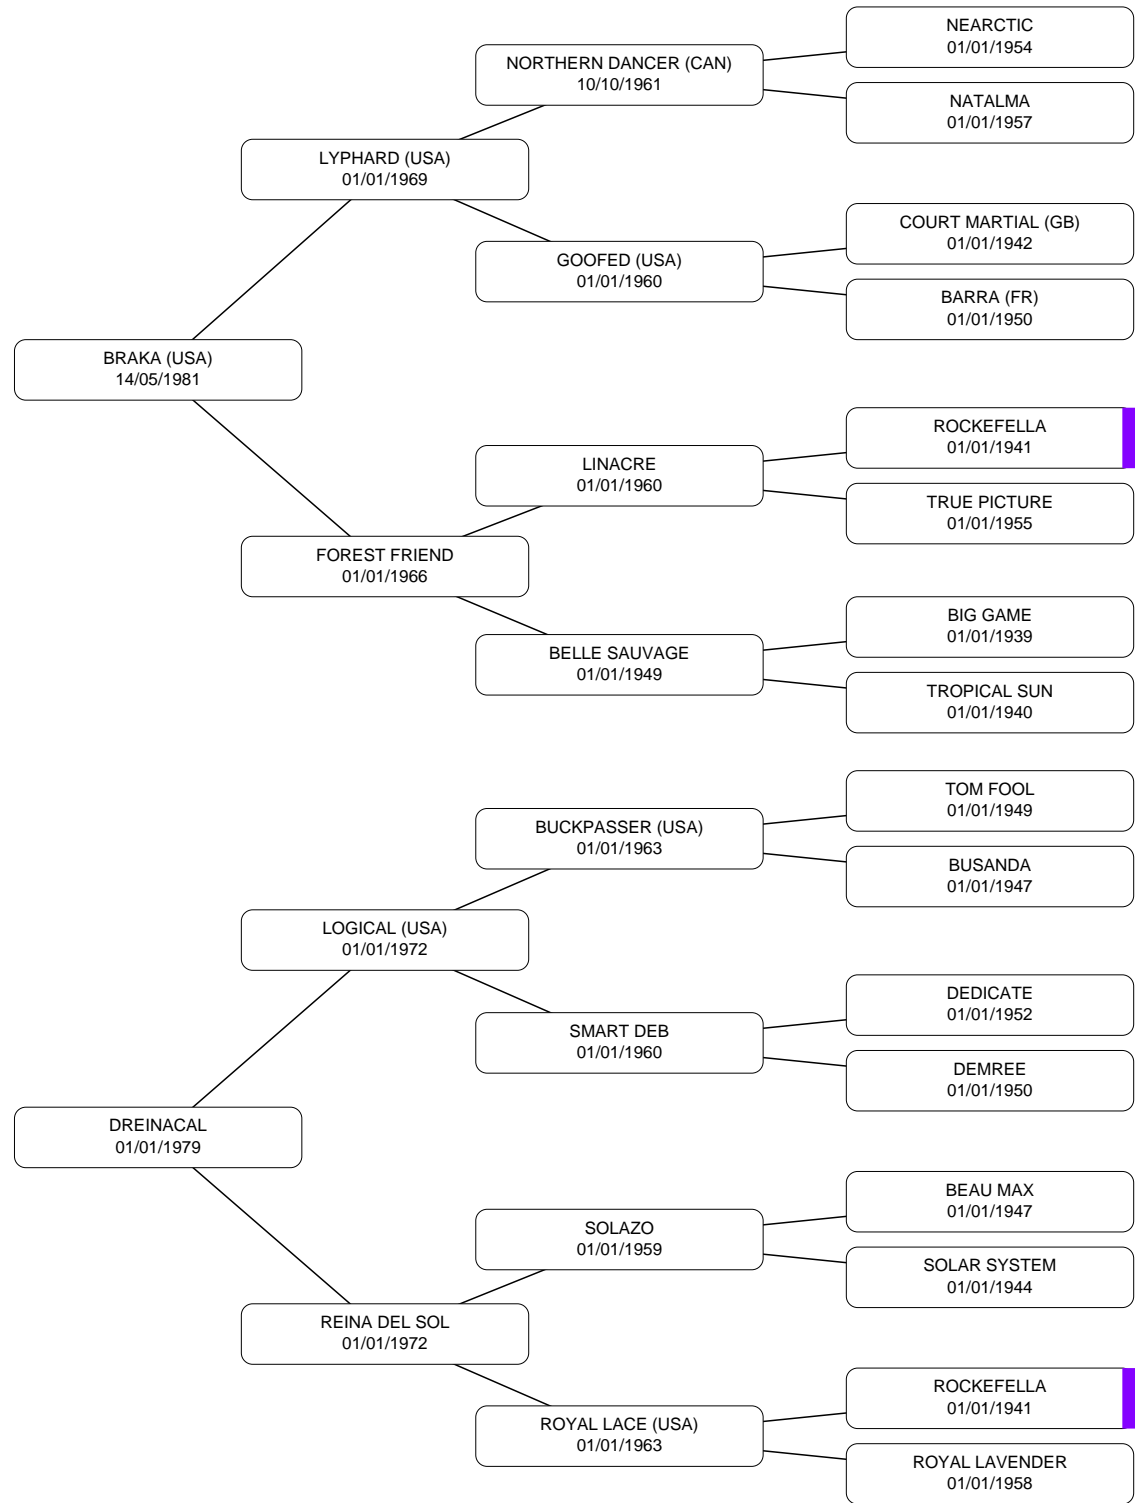 NEARCTIC
01/01/1954
NORTHERN DANCER (CAN)
10/10/1961
NATALMA
01/01/1957
LYPHARD (USA)
01/01/1969
COURT MARTIAL (GB)
01/01/1942
GOOFED (USA)
01/01/1960
BARRA (FR)
01/01/1950
BRAKA (USA)
14/05/1981
ROCKEFELLA
01/01/1941
LINACRE
01/01/1960
TRUE PICTURE
01/01/1955
FOREST FRIEND
01/01/1966
BIG GAME
01/01/1939
BELLE SAUVAGE
01/01/1949
TROPICAL SUN
01/01/1940
TOM FOOL
01/01/1949
BUCKPASSER (USA)
01/01/1963
BUSANDA
01/01/1947
LOGICAL (USA)
01/01/1972
DEDICATE
01/01/1952
SMART DEB
01/01/1960
DEMREE
01/01/1950
DREINACAL
01/01/1979
BEAU MAX
01/01/1947
SOLAZO
01/01/1959
SOLAR SYSTEM
01/01/1944
REINA DEL SOL
01/01/1972
ROCKEFELLA
01/01/1941
ROYAL LACE (USA)
01/01/1963
ROYAL LAVENDER
01/01/1958